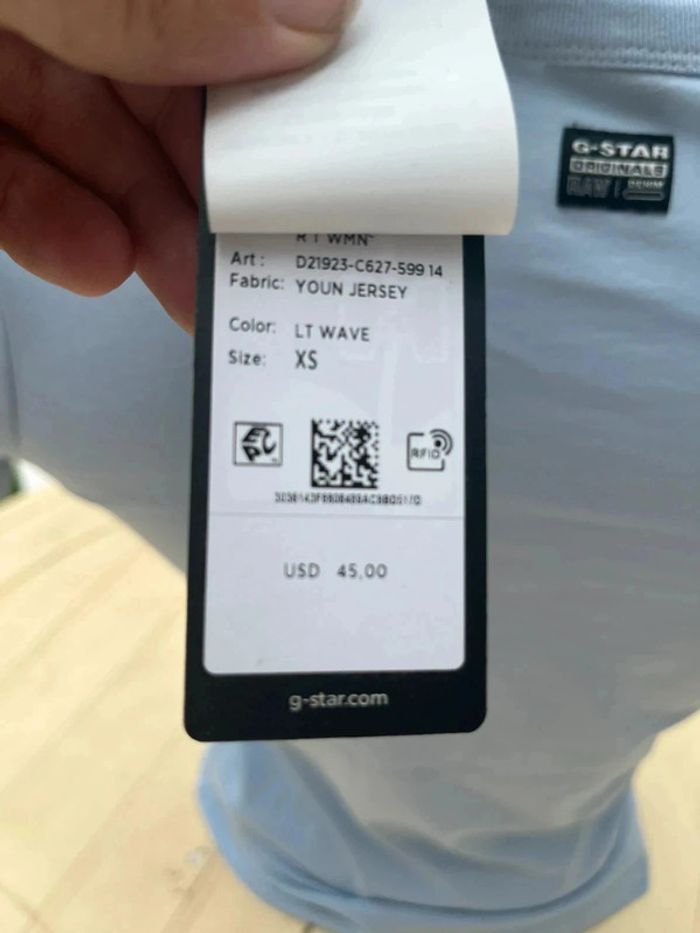 G-STAR
ORIGINALS
RAW DENIM
R T WMN
Art: D21923-C627-599 14
Fabric: YOUN JERSEY
Color: LT WAVE
Size: XS
RFID
USD 45.00
g-star.com